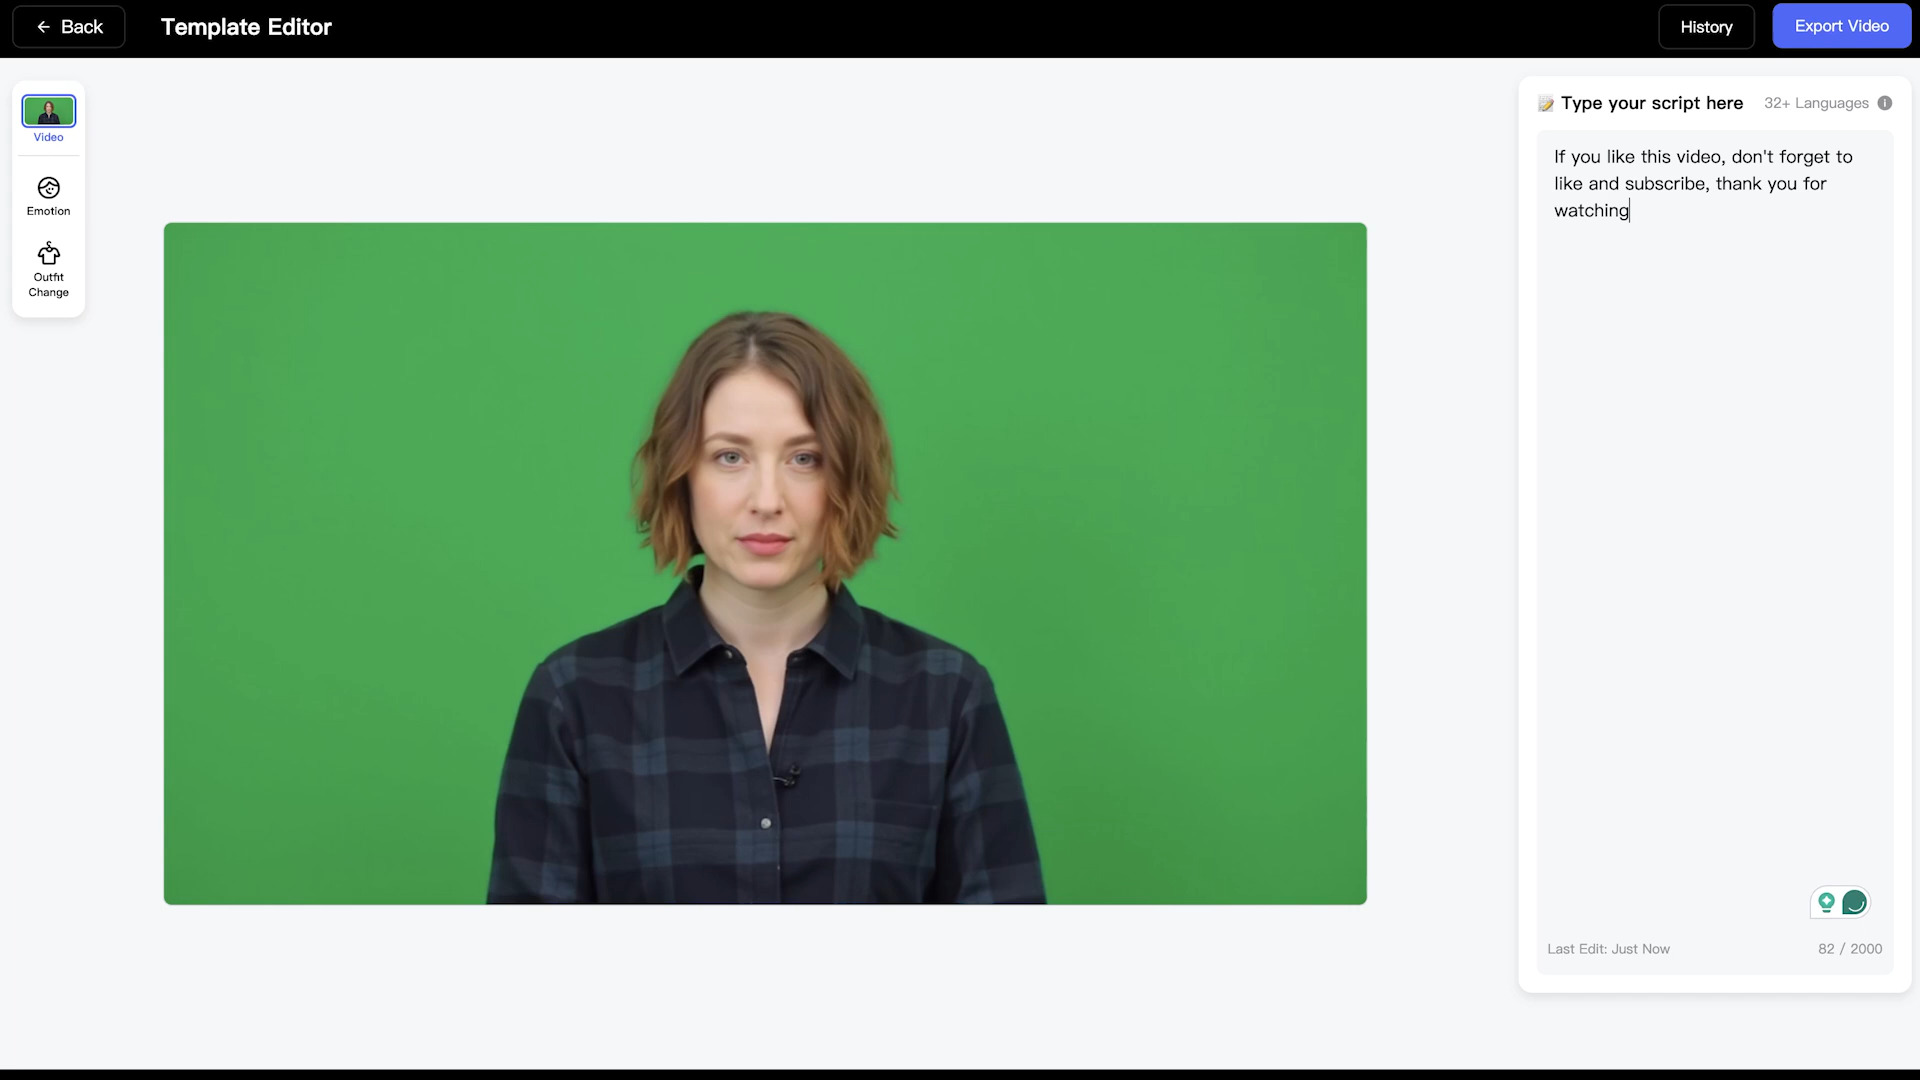 Back
Template Editor
History
Export Video
Video
Emotion
Outfit
Change
Type your script here
32+ Languages
If you like this video, don't forget to
like and subscribe, thank you for
watching
Last Edit: Just Now
82 / 2000